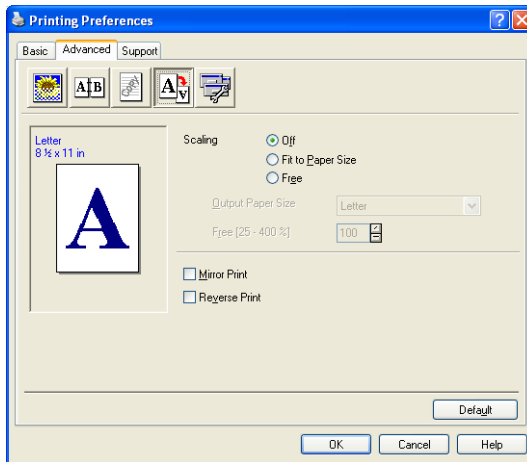 Printing Preferences
Basic Advanced Support
A B
Copy
A A
Letter
8 ½ x 11 in
A
Scaling
Off
Fit to Paper Size
Free
Output Paper Size Letter
Free [25 - 400 %] 100
Mirror Print
Reverse Print
Default
OK Cancel Help